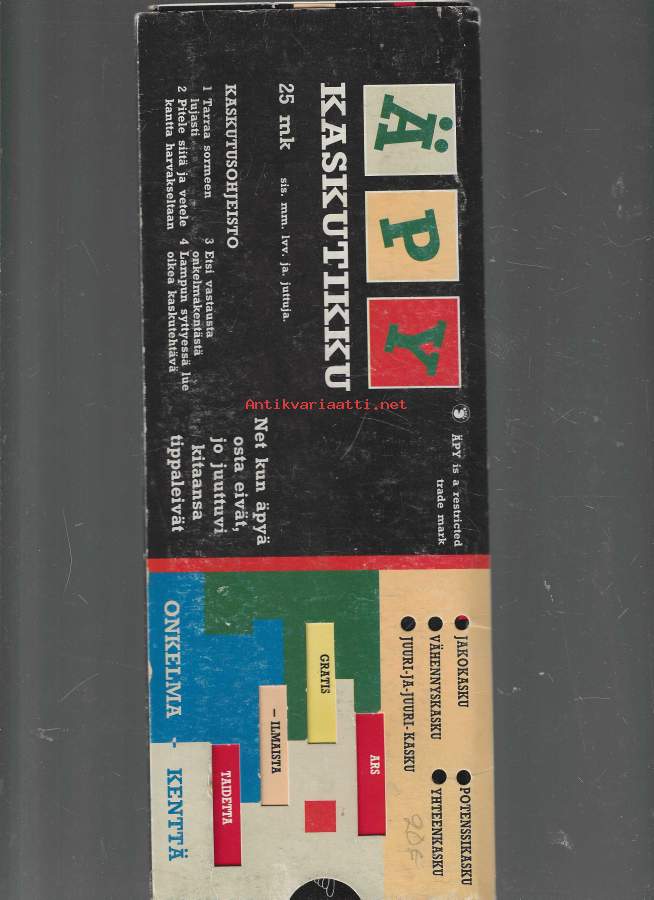 ÄPY
KASKUTIKKU
25 mk sis. mm. lvv. ja. juttuja.
KASKUTUSOHJEISTO
1 Tarraa sormeen
lujasti
2 Pitele siitä ja vetele
kantta harvakseltaan
3 Etsi vastausta
onkelmakentästä
4 Lampun syttyessä lue
oikea kaskutehtävä
ÄPY is a restricted
trade mark
Net kun äpyä
osta eivät,
jo juuttuvi
kitaansa
tippaleivät
JAKOKASKU
VÄHENNYSKASKU
JUURI-JA-JUURI-KASKU
POTENSSIKASKU
YHTEENKASKU
ARS
GRATIS
– ILMAISTA
TAIDETTA
ONKELMA - KENTTÄ
Antikvariaatti.net